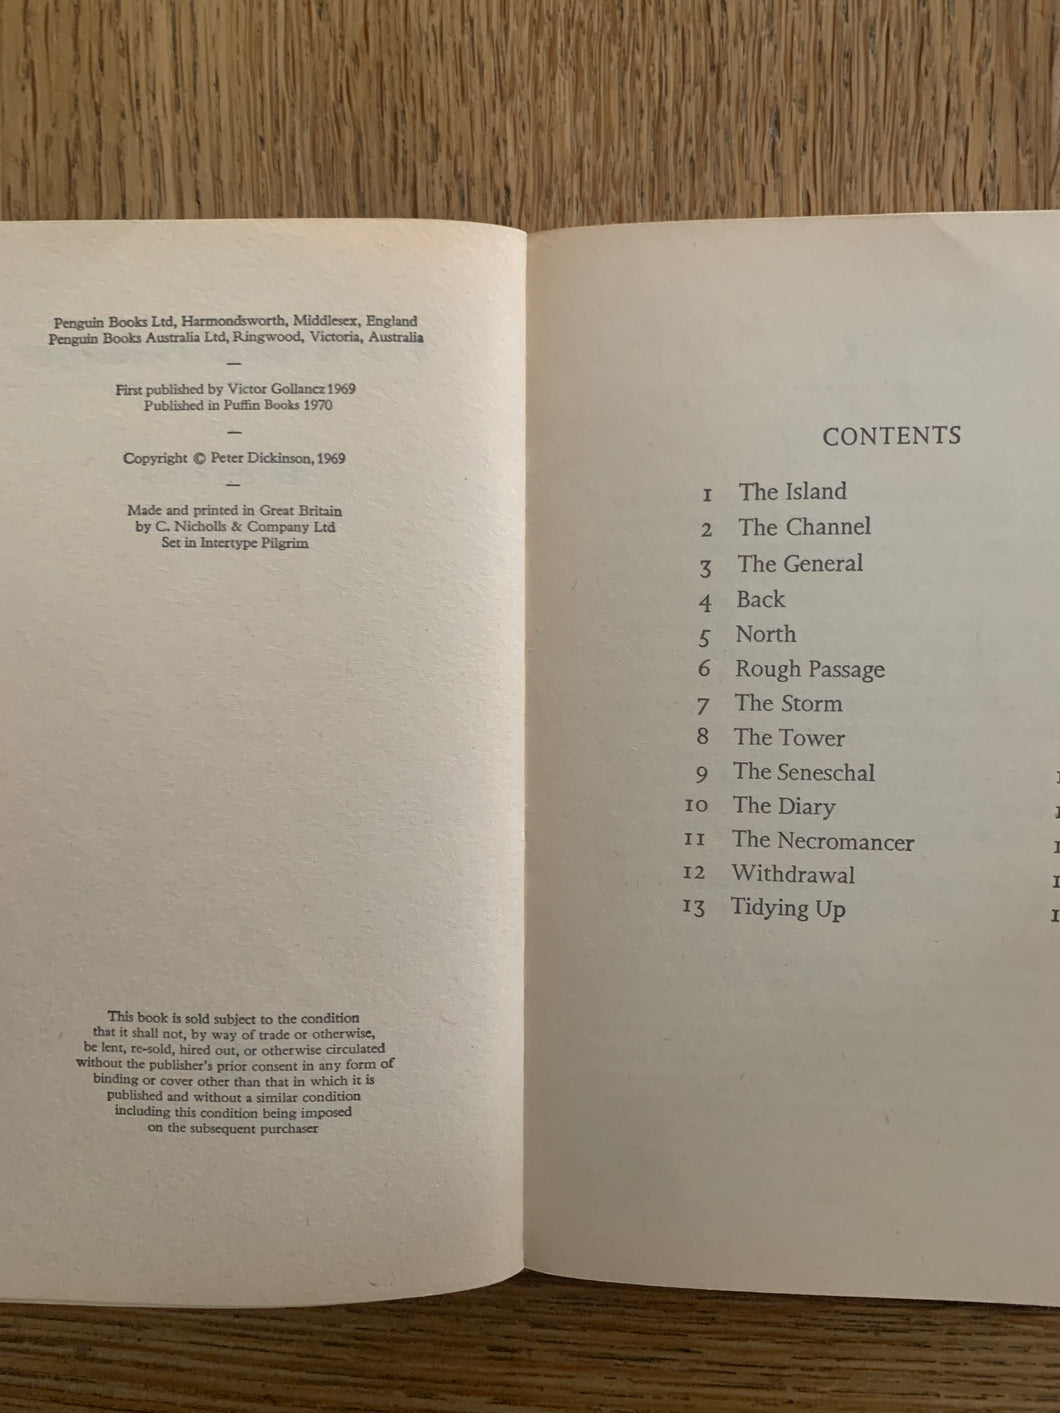 Penguin Books Ltd, Harmondsworth, Middlesex, England
Penguin Books Australia Ltd, Ringwood, Victoria, Australia
—
First published by Victor Gollancz 1969
Published in Puffin Books 1970
—
Copyright © Peter Dickinson, 1969
—
Made and printed in Great Britain
by C. Nicholls & Company Ltd
Set in Intertype Pilgrim
This book is sold subject to the condition
that it shall not, by way of trade or otherwise,
be lent, re-sold, hired out, or otherwise circulated
without the publisher's prior consent in any form of
binding or cover other than that in which it is
published and without a similar condition
including this condition being imposed
on the subsequent purchaser
CONTENTS
1 The Island
2 The Channel
3 The General
4 Back
5 North
6 Rough Passage
7 The Storm
8 The Tower
9 The Seneschal
10 The Diary
11 The Necromancer
12 Withdrawal
13 Tidying Up